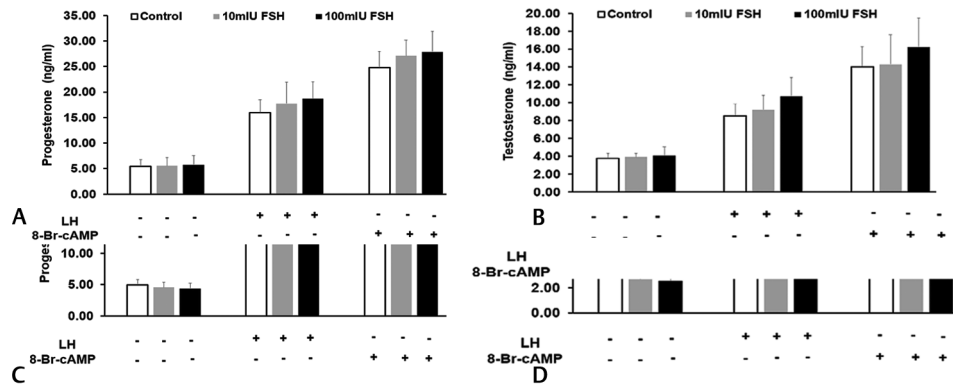 Control 10mIU FSH 100mIU FSH
Progesterone (ng/ml)
35.00
30.00
25.00
20.00
15.00
10.00
5.00
0.00
A
LH - - - + + + - - -
8-Br-cAMP - - - - - - + + +
Control 10mIU FSH 100mIU FSH
Testosterone (ng/ml)
20.00
18.00
16.00
14.00
12.00
10.00
8.00
6.00
4.00
2.00
0.00
B
- - - + + + - - -
- - - - - - + + +
LH
8-Br-cAMP
10.00
5.00
0.00
LH - - - + + + - - -
8-Br-cAMP - - - - - - + + +
C
2.00
0.00
LH - - - + + + - - -
8-Br-cAMP - - - - - - + + +
D